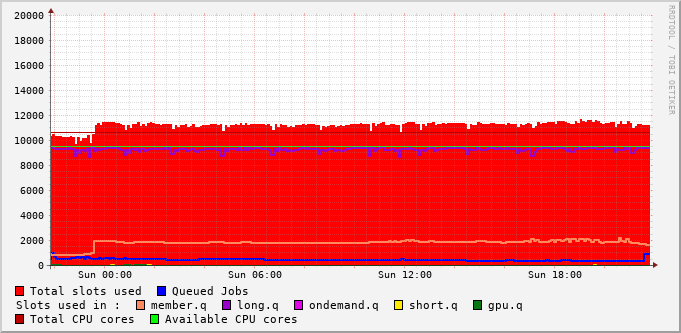 RRDTOOL / TOBI OETIKER
20000
18000
16000
14000
12000
10000
8000
6000
4000
2000
0
Sun 00:00 Sun 06:00 Sun 12:00 Sun 18:00
Total slots used Queued Jobs
Slots used in : member.q long.q ondemand.q short.q gpu.q
Total CPU cores Available CPU cores